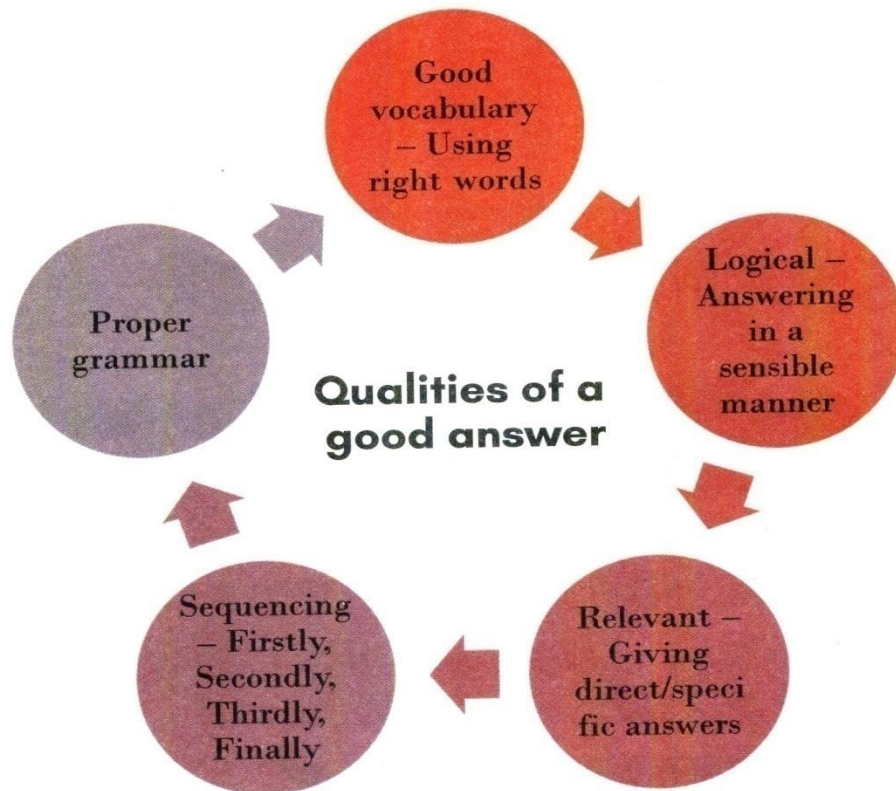 Good
vocabulary
– Using
right words
Logical –
Answering
in a
sensible
manner
Relevant –
Giving
direct/speci
fic answers
Sequencing
– Firstly,
Secondly,
Thirdly,
Finally
Proper
grammar
Qualities of a
good answer